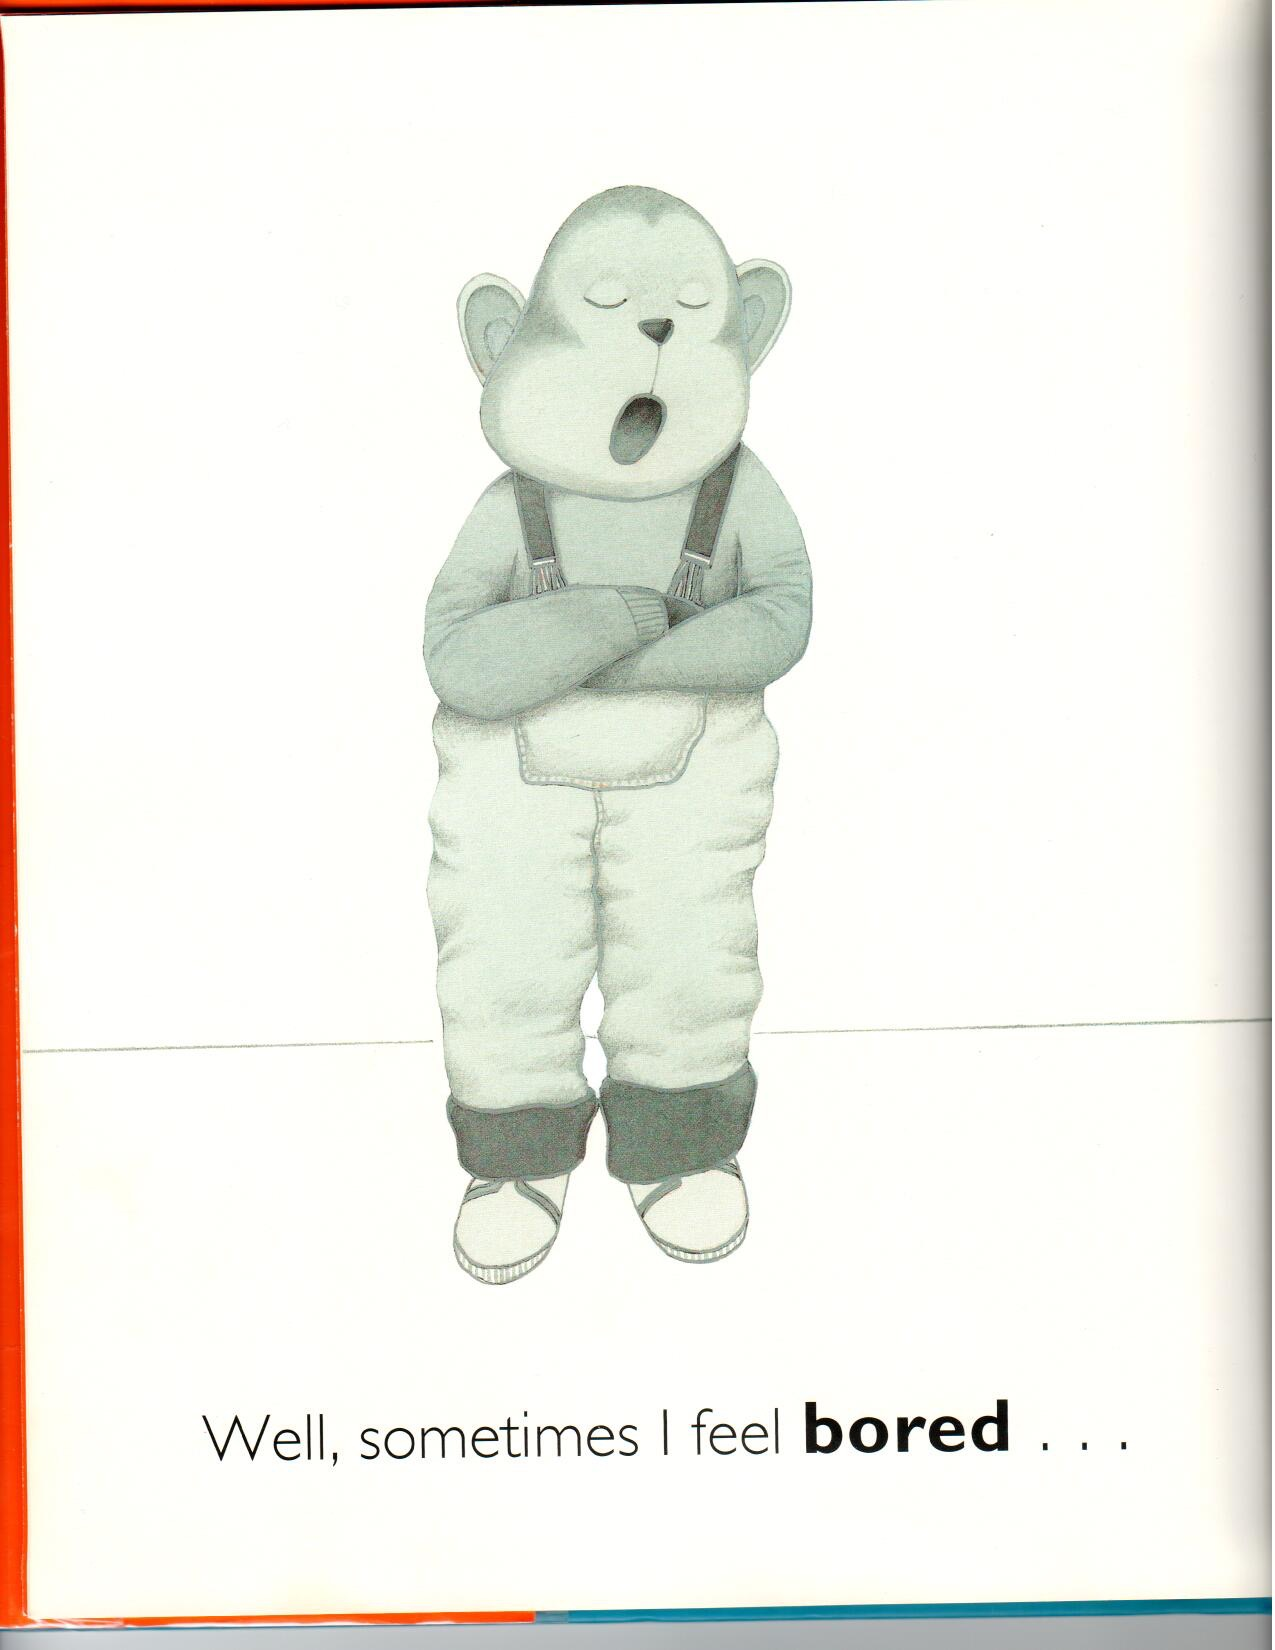 Well, sometimes I feel bored . . .